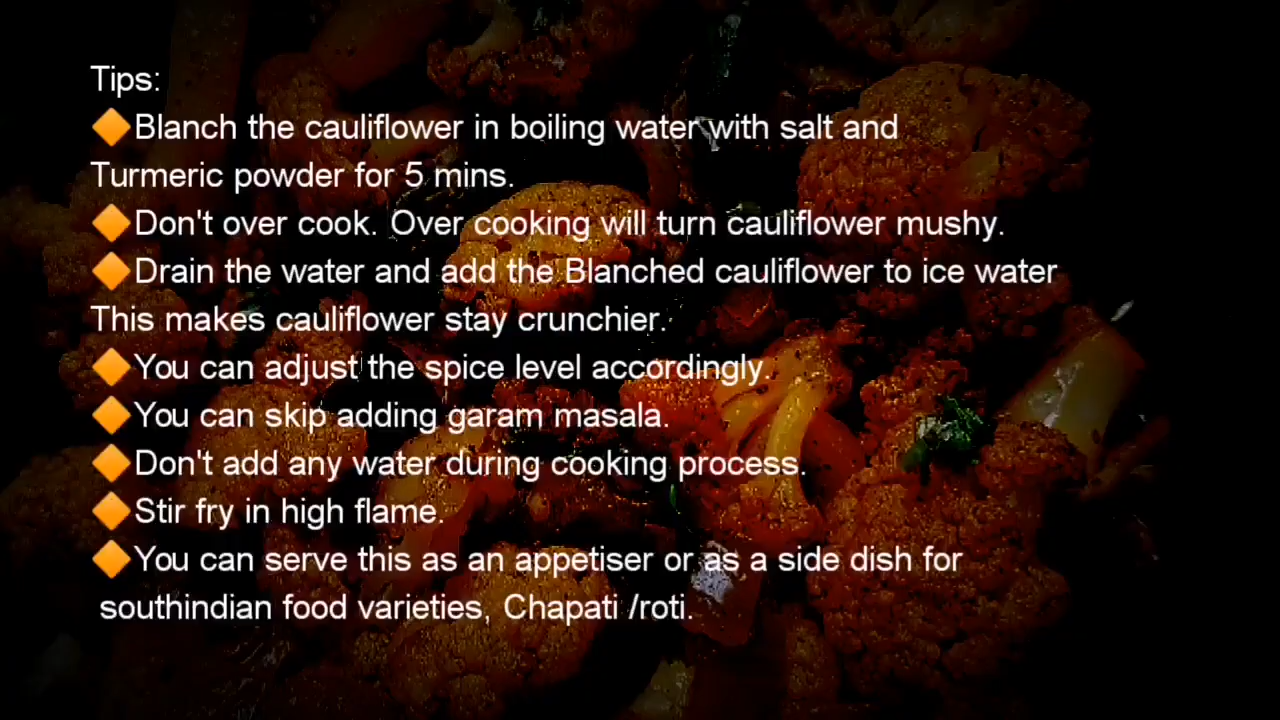 Tips:
🔶Blanch the cauliflower in boiling water with salt and
Turmeric powder for 5 mins.
🔶Don't over cook. Over cooking will turn cauliflower mushy.
🔶Drain the water and add the Blanched cauliflower to ice water
This makes cauliflower stay crunchier.
🔶You can adjust the spice level accordingly.
🔶You can skip adding garam masala.
🔶Don't add any water during cooking process.
🔶Stir fry in high flame.
🔶You can serve this as an appetiser or as a side dish for
southindian food varieties, Chapati /roti.